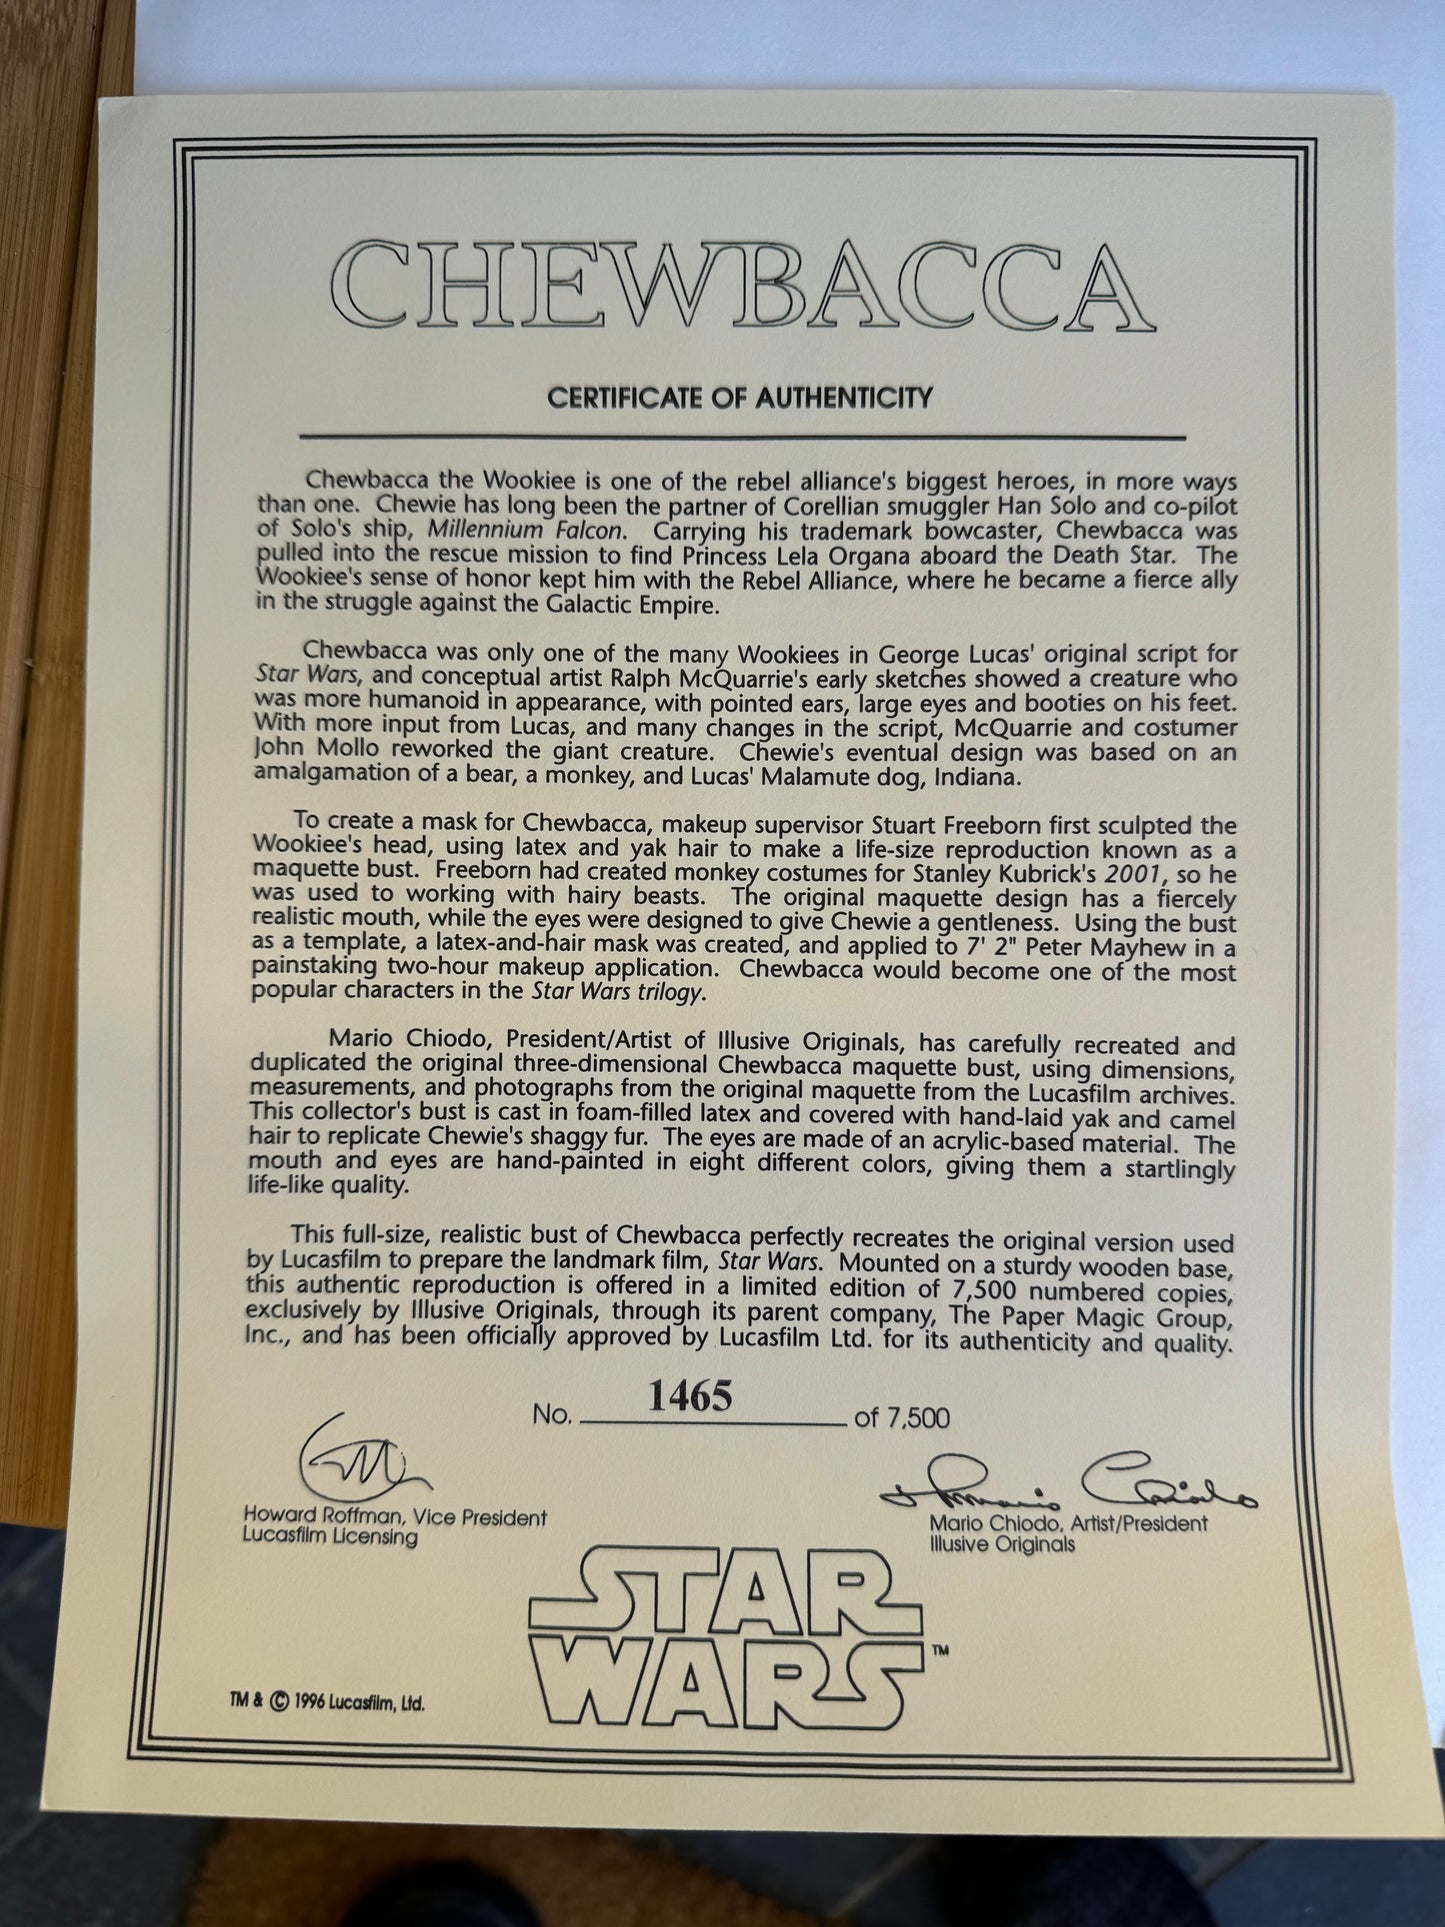 CHEWBACCA
CERTIFICATE OF AUTHENTICITY
Chewbacca the Wookiee is one of the rebel alliance's biggest heroes, in more ways
than one. Chewie has long been the partner of Corellian smuggler Han Solo and co-pilot
of Solo's ship, Millennium Falcon. Carrying his trademark bowcaster, Chewbacca was
pulled into the rescue mission to find Princess Lela Organa aboard the Death Star. The
Wookiee's sense of honor kept him with the Rebel Alliance, where he became a fierce ally
in the struggle against the Galactic Empire.
Chewbacca was only one of the many Wookiees in George Lucas' original script for
Star Wars, and conceptual artist Ralph McQuarrie's early sketches showed a creature who
was more humanoid in appearance, with pointed ears, large eyes and booties on his feet.
With more input from Lucas, and many changes in the script, McQuarrie and costumer
John Mollo reworked the giant creature. Chewie's eventual design was based on an
amalgamation of a bear, a monkey, and Lucas' Malamute dog, Indiana.
To create a mask for Chewbacca, makeup supervisor Stuart Freeborn first sculpted the
Wookiee's head, using latex and yak hair to make a life-size reproduction known as a
maquette bust. Freeborn had created monkey costumes for Stanley Kubrick's 2001, so he
was used to working with hairy beasts. The original maquette design has a fiercely
realistic mouth, while the eyes were designed to give Chewie a gentleness. Using the bust
as a template, a latex-and-hair mask was created, and applied to 7' 2" Peter Mayhew in a
painstaking two-hour makeup application. Chewbacca would become one of the most
popular characters in the Star Wars trilogy.
Mario Chiodo, President/Artist of Illusive Originals, has carefully recreated and
duplicated the original three-dimensional Chewbacca maquette bust, using dimensions,
measurements, and photographs from the original maquette from the Lucasfilm archives.
This collector's bust is cast in foam-filled latex and covered with hand-laid yak and camel
hair to replicate Chewie's shaggy fur. The eyes are made of an acrylic-based material. The
mouth and eyes are hand-painted in eight different colors, giving them a startlingly
life-like quality.
This full-size, realistic bust of Chewbacca perfectly recreates the original version used
by Lucasfilm to prepare the landmark film, Star Wars. Mounted on a sturdy wooden base,
this authentic reproduction is offered in a limited edition of 7,500 numbered copies,
exclusively by Illusive Originals, through its parent company, The Paper Magic Group,
Inc., and has been officially approved by Lucasfilm Ltd. for its authenticity and quality.
No. 1465 of 7,500
Mario Chiodo
Howard Roffman, Vice President
Lucasfilm Licensing
Mario Chiodo, Artist/President
Illusive Originals
STAR
WARS ™
TM & © 1996 Lucasfilm, Ltd.